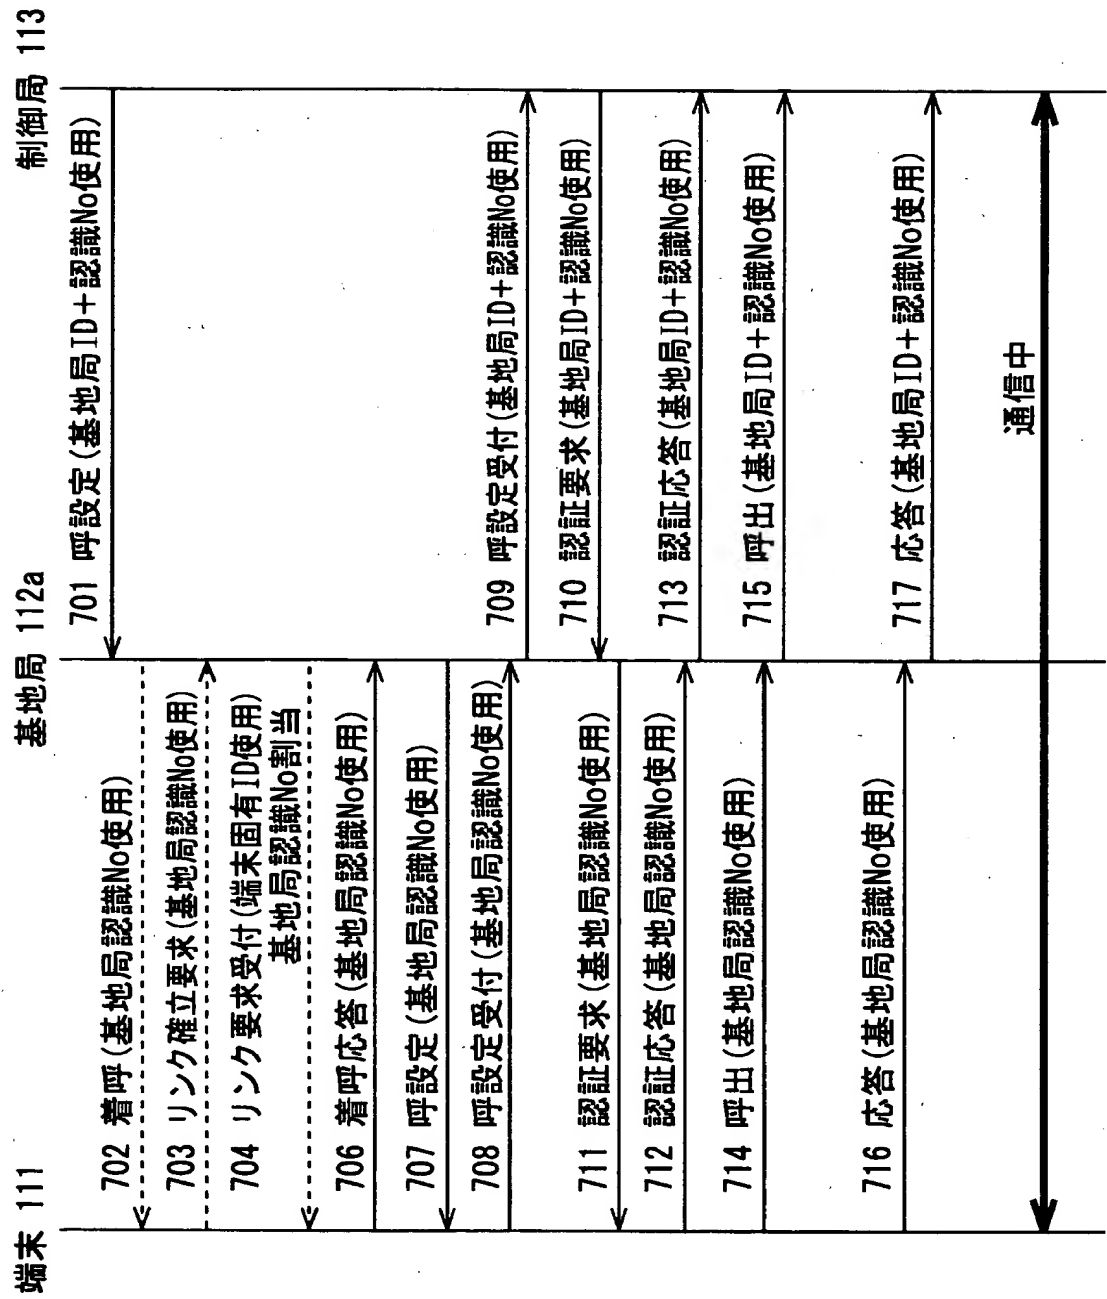 端末 111
基地局 112a
制御局 113
701 呼設定(基地局ID+認識No使用)
702 着呼(基地局認識No使用)
703 リンク確立要求(基地局認識No使用)
704 リンク要求受付(端末固有ID使用)
基地局認識No割当
706 着呼応答(基地局認識No使用)
707 呼設定(基地局認識No使用)
708 呼設定受付(基地局認識No使用)
709 呼設定受付(基地局ID+認識No使用)
710 認証要求(基地局ID+認識No使用)
711 認証要求(基地局認識No使用)
712 認証応答(基地局認識No使用)
713 認証応答(基地局ID+認識No使用)
714 呼出(基地局認識No使用)
715 呼出(基地局ID+認識No使用)
716 応答(基地局認識No使用)
717 応答(基地局ID+認識No使用)
通信中